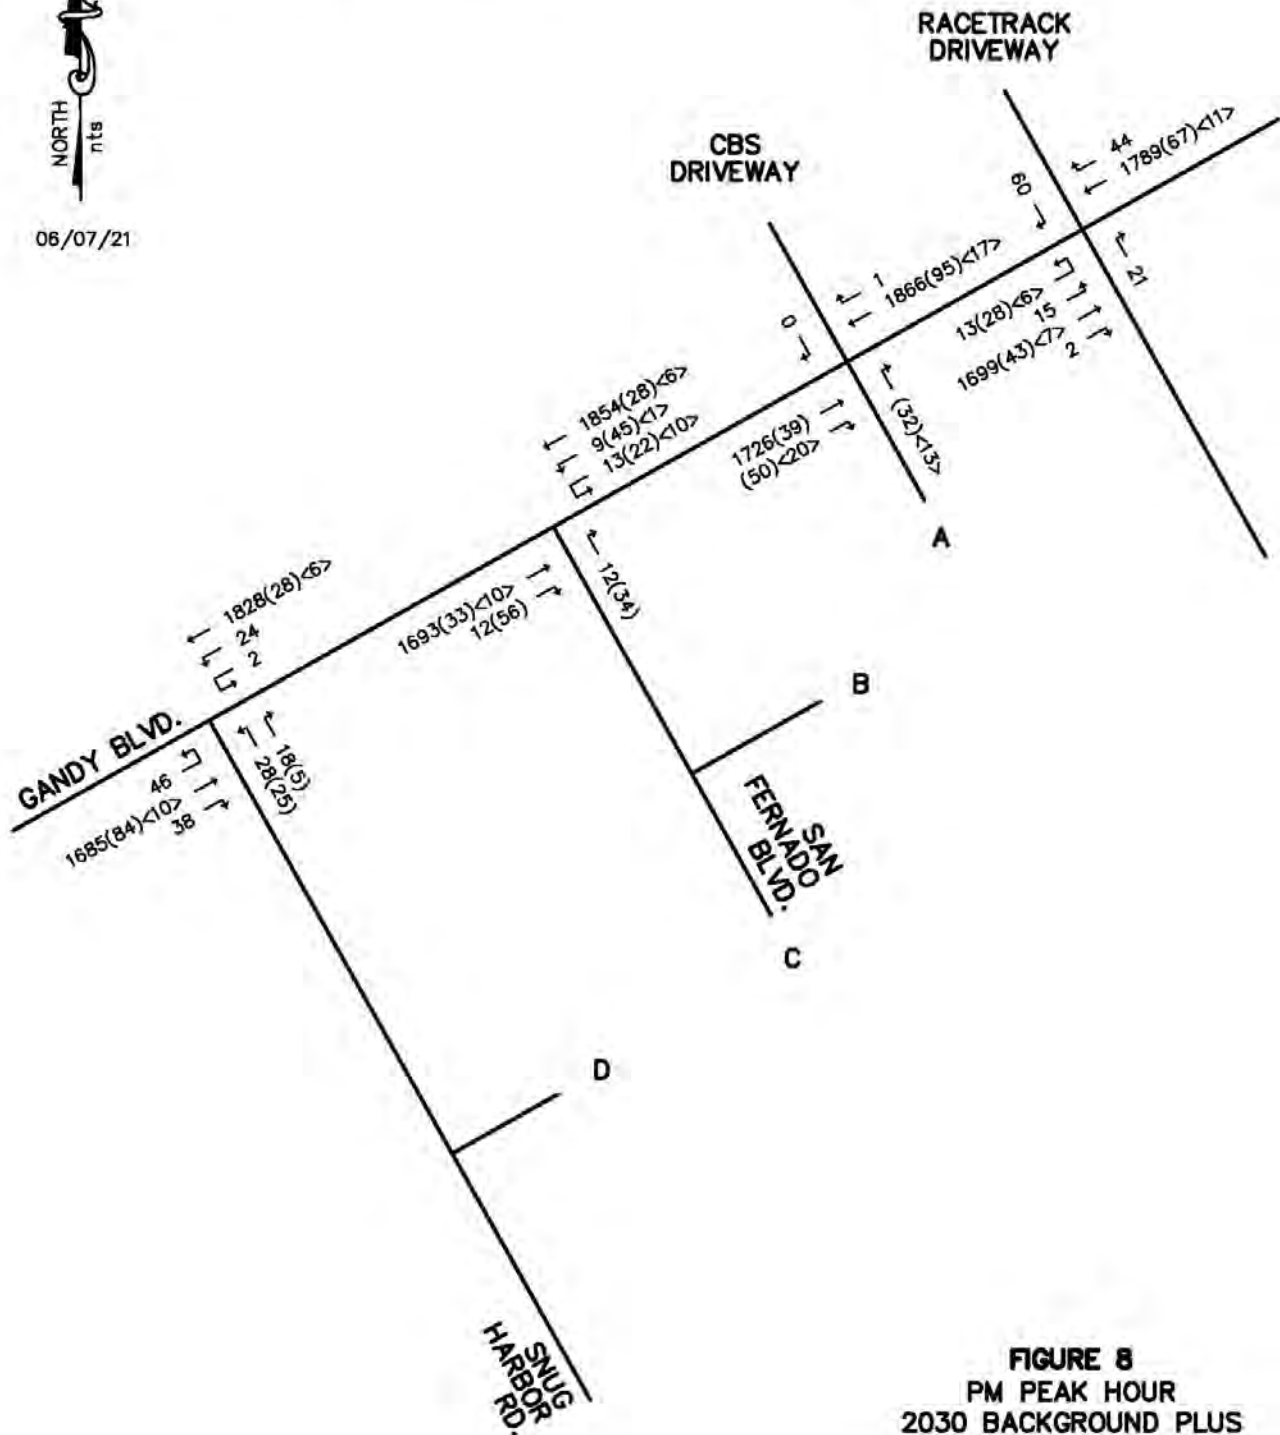 NORTH
nts
06/07/21
RACETRACK
DRIVEWAY
CBS
DRIVEWAY
44
1789(67)<11>
60
21
13(28)<6>
15
1699(43)<7>
2
1
1866(95)<17>
0
(32)<13>
1726(39)
(50)<20>
A
1854(28)<6>
9(45)<1>
13(22)<10>
12(34)
1693(33)<10>
12(56)
1828(28)<6>
24
2
B
GANDY BLVD.
18(5)
28(25)
46
1685(84)<10>
38
SAN
FERNADO
BLVD.
C
D
SNUG
HARBOR
RD.
FIGURE 8
PM PEAK HOUR
2030 BACKGROUND PLUS